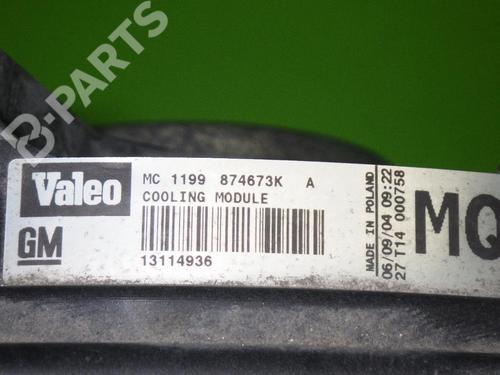 B-PARTS
Valeo
MC 1199 874673K A
COOLING MODULE
GM
13114936
MADE IN POLAND
06/09/04 09:22
27 T14 000758
MQ